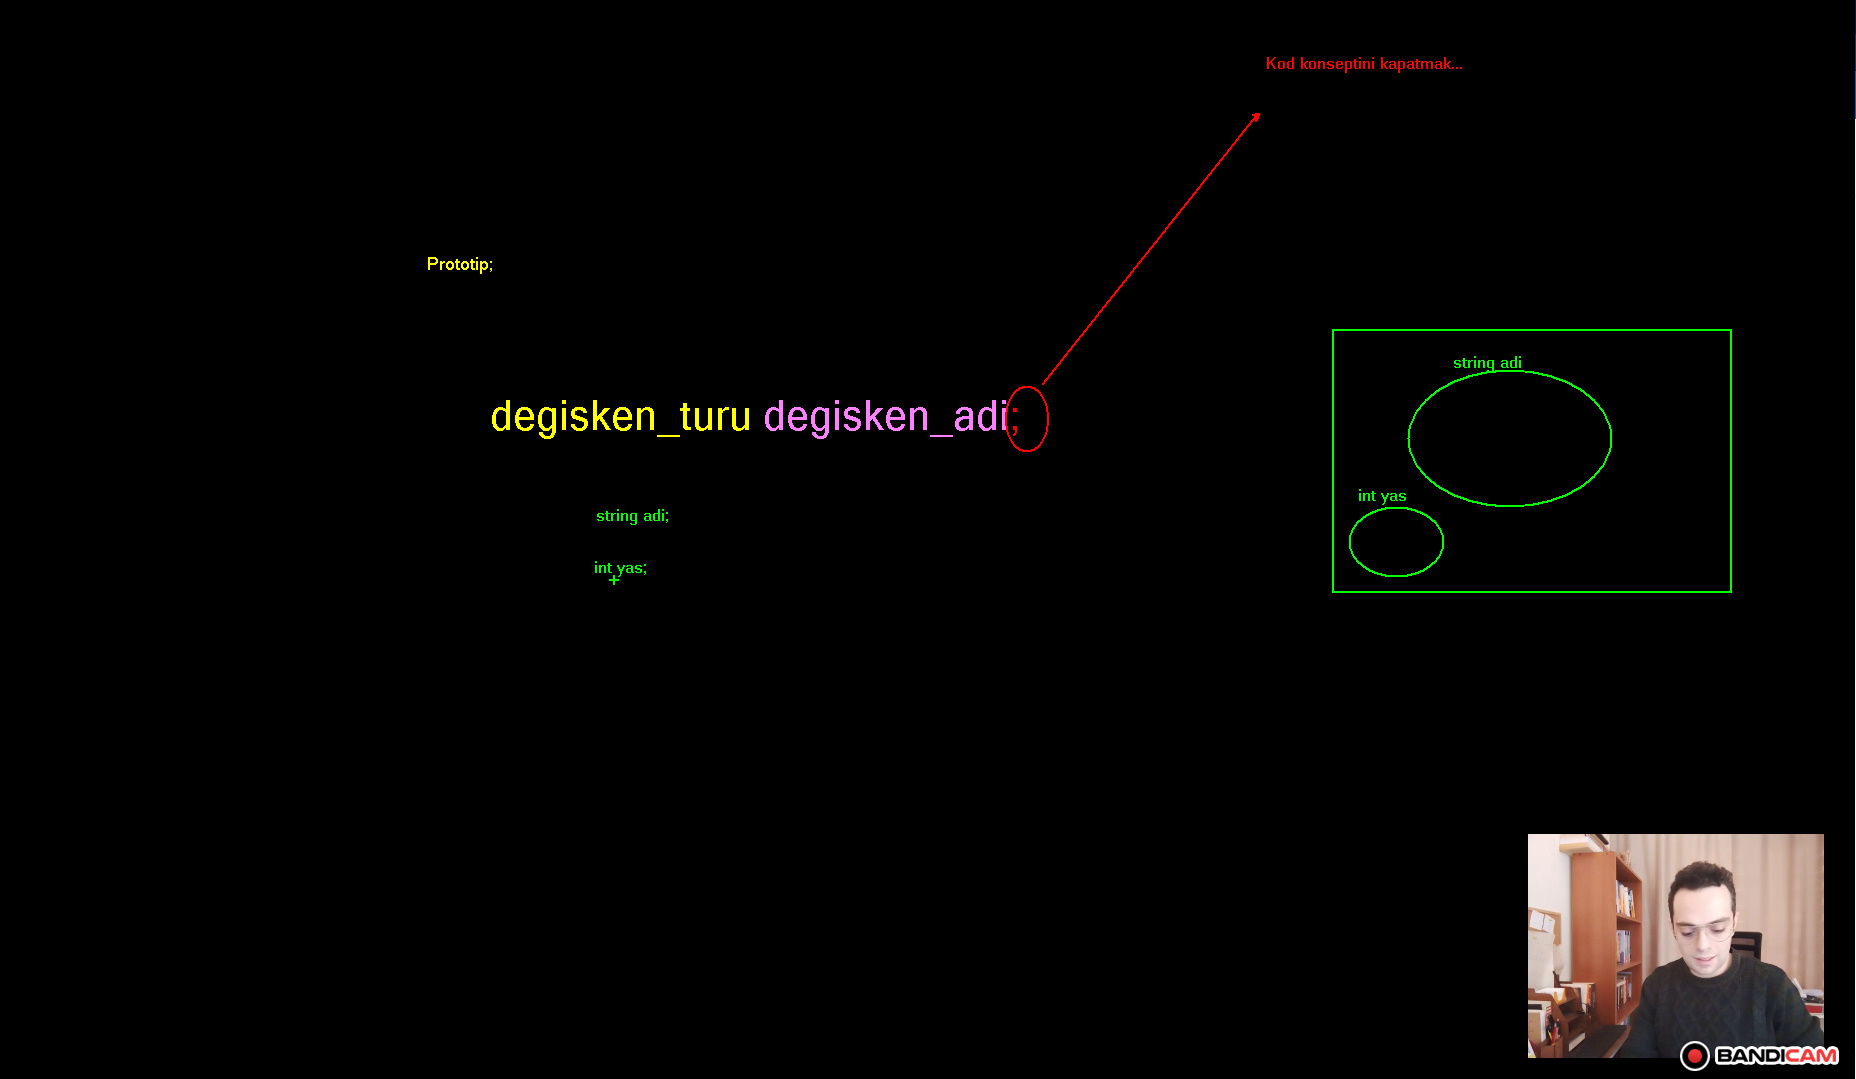 Kod konseptini kapatmak...
Prototip;
degisken_turu degisken_adi;
string adi;
int yas;
string adi
int yas
BANDICAM